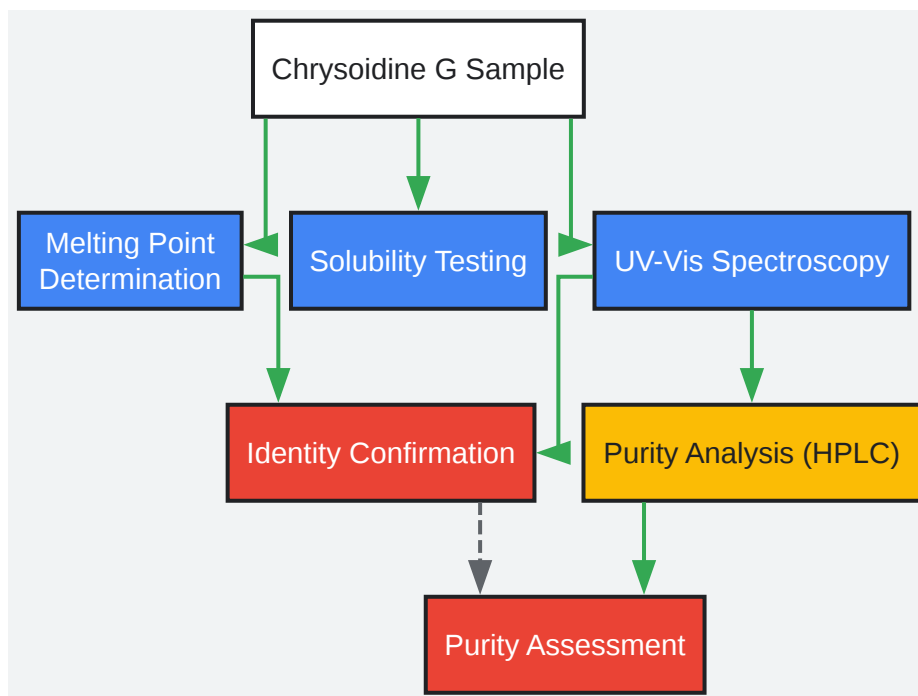 Chrysoidine G Sample
Melting Point
Determination
Solubility Testing
UV-Vis Spectroscopy
Identity Confirmation
Purity Analysis (HPLC)
Purity Assessment